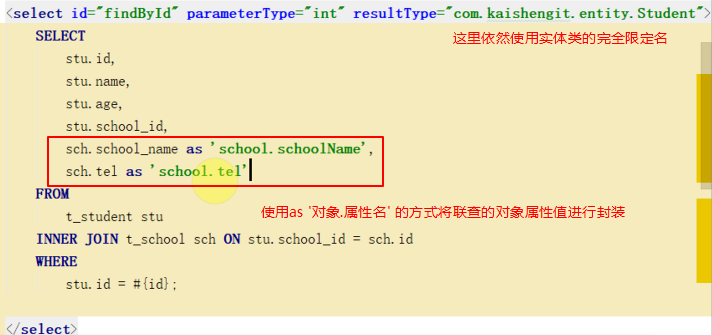 <select id="findById" parameterType="int" resultType="com.kaishengit.entity.Student">
SELECT
这里依然使用实体类的完全限定名
stu.id,
stu.name,
stu.age,
stu.school_id,
sch.school_name as 'school.schoolName',
sch.tel as 'school.tel'
FROM
t_student stu
使用as '对象.属性名' 的方式将联查的对象属性值进行封装
INNER JOIN t_school sch ON stu.school_id = sch.id
WHERE
stu.id = #{id};
</select>